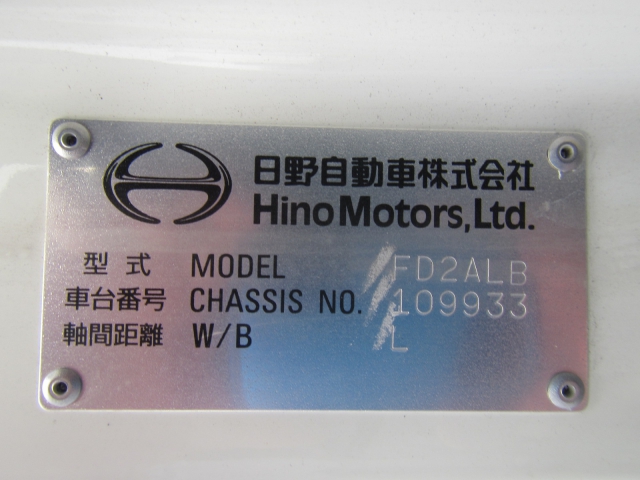 日野自動車株式会社
Hino Motors, Ltd.
型式 MODEL FD2ALB
車台番号 CHASSIS NO. 109933
軸間距離 W/B L